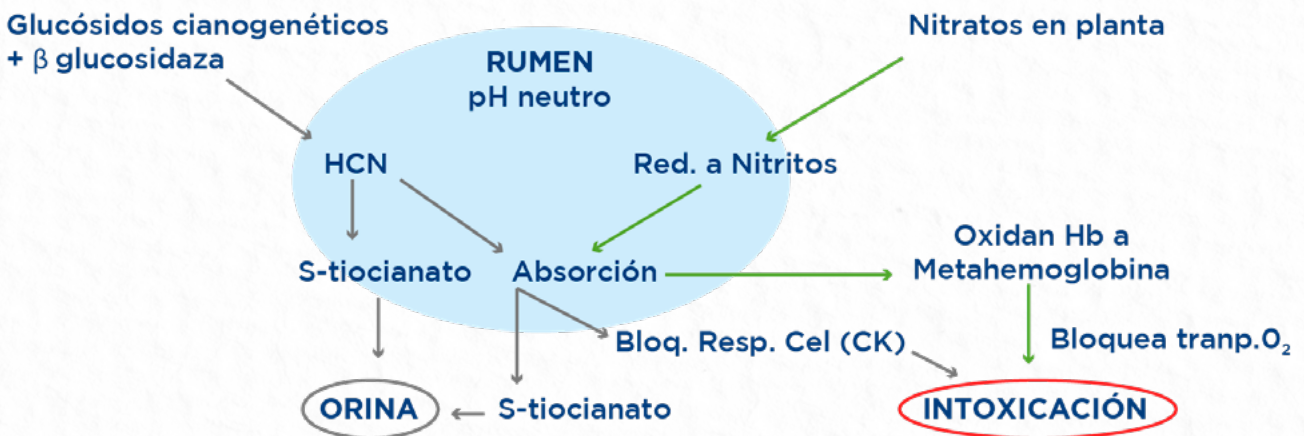 Glucósidos cianogenéticos
+ β glucosidaza
RUMEN
pH neutro
Nitratos en planta
HCN
Red. a Nitritos
S-tiocianato
Absorción
Oxidan Hb a
Metahemoglobina
Bloq. Resp. Cel (CK)
Bloquea tranp.O₂
ORINA
S-tiocianato
INTOXICACIÓN